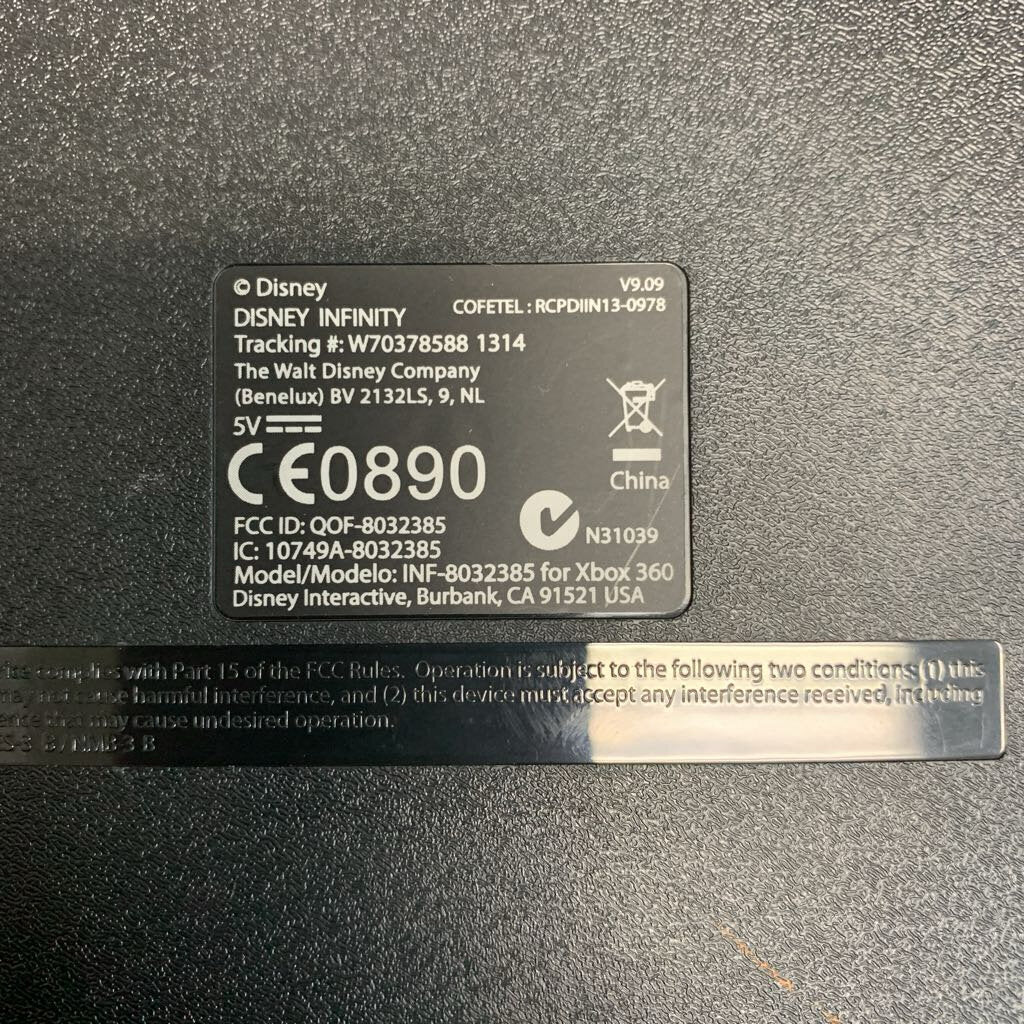 © Disney
V9.09
DISNEY INFINITY
COFETEL : RCPDIIN13-0978
Tracking #: W70378588 1314
The Walt Disney Company
(Benelux) BV 2132LS, 9, NL
5V
CE0890
China
FCC ID: QOF-8032385
N31039
IC: 10749A-8032385
Model/Modelo: INF-8032385 for Xbox 360
Disney Interactive, Burbank, CA 91521 USA
complies with Part 15 of the FCC Rules. Operation is subject to the following two conditions: (1) this
not cause harmful interference, and (2) this device must accept any interference received, including
that may cause undesired operation.
B / NMB-3 B